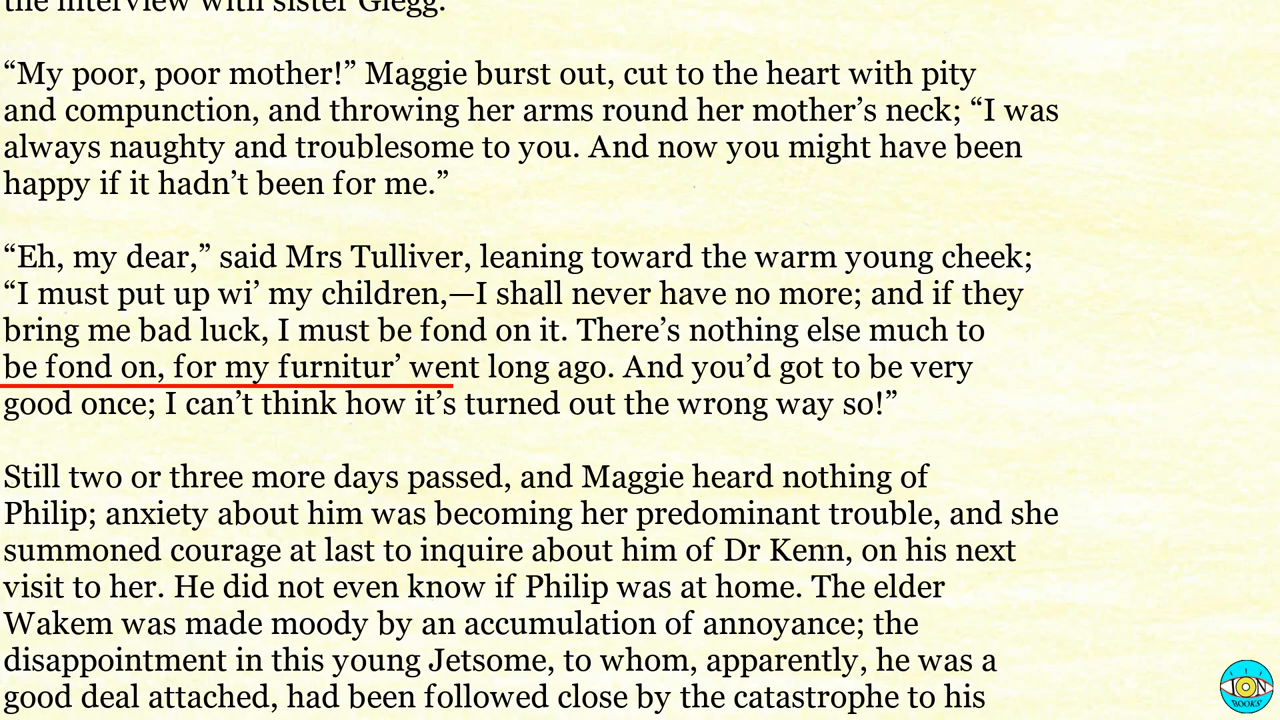 the interview with sister Glegg.
“My poor, poor mother!” Maggie burst out, cut to the heart with pity
and compunction, and throwing her arms round her mother’s neck; “I was
always naughty and troublesome to you. And now you might have been
happy if it hadn’t been for me.”
“Eh, my dear,” said Mrs Tulliver, leaning toward the warm young cheek;
“I must put up wi’ my children,—I shall never have no more; and if they
bring me bad luck, I must be fond on it. There’s nothing else much to
be fond on, for my furnitur’ went long ago. And you’d got to be very
good once; I can’t think how it’s turned out the wrong way so!”
Still two or three more days passed, and Maggie heard nothing of
Philip; anxiety about him was becoming her predominant trouble, and she
summoned courage at last to inquire about him of Dr Kenn, on his next
visit to her. He did not even know if Philip was at home. The elder
Wakem was made moody by an accumulation of annoyance; the
disappointment in this young Jetsome, to whom, apparently, he was a
good deal attached, had been followed close by the catastrophe to his
ION
BOOKS